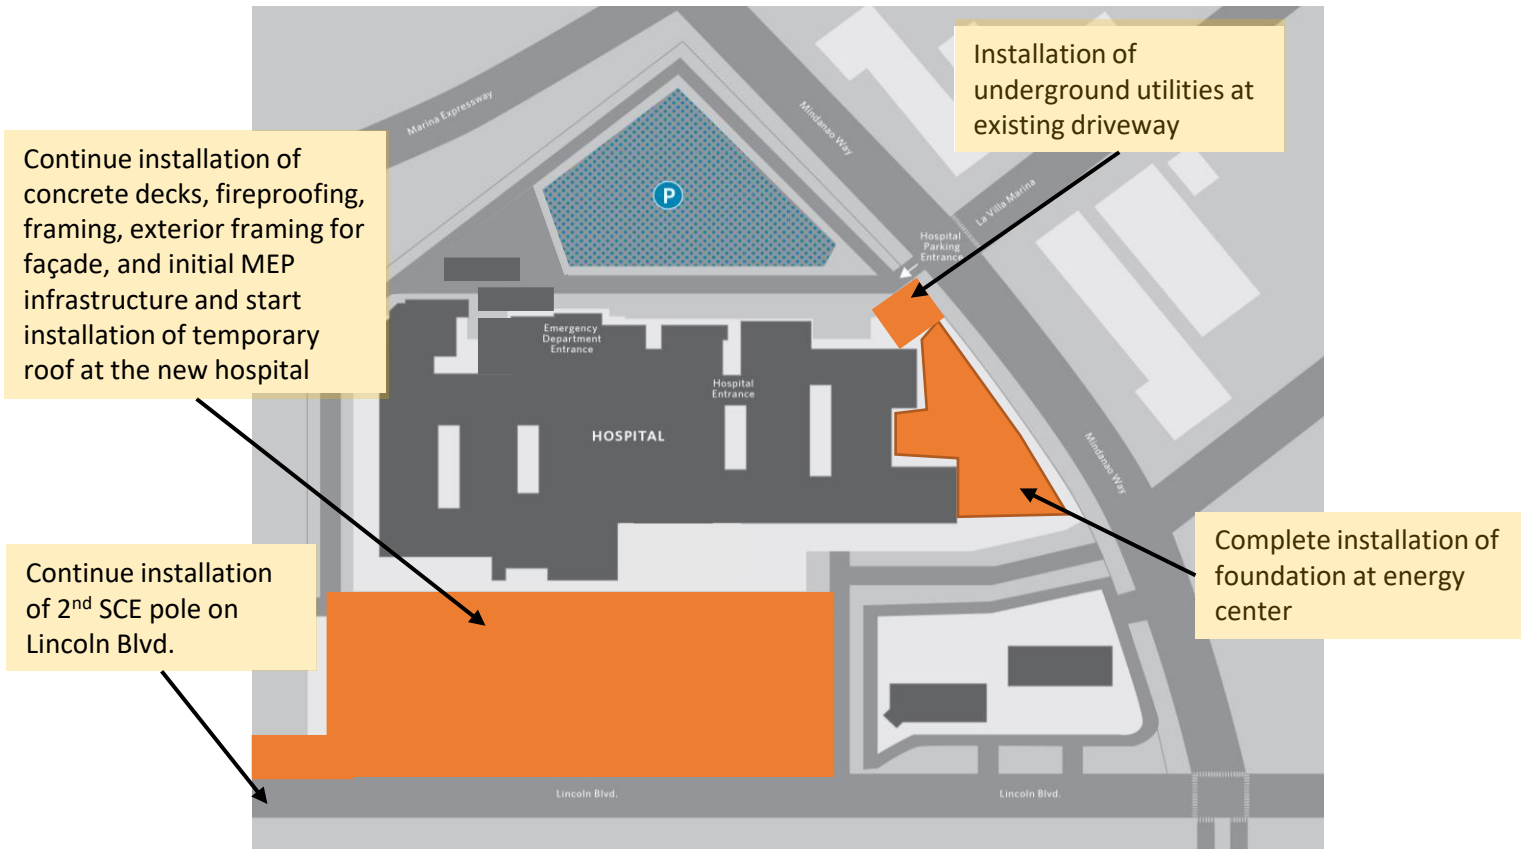 Installation of
underground utilities at
existing driveway
Continue installation of
concrete decks, fireproofing,
framing, exterior framing for
façade, and initial MEP
infrastructure and start
installation of temporary
roof at the new hospital
Marina Expressway
Mindanao Way
La Villa Marina
P
Hospital
Parking
Entrance
Emergency
Department
Entrance
Hospital
Entrance
HOSPITAL
Mindanao Way
Complete installation of
foundation at energy
center
Continue installation
of 2nd SCE pole on
Lincoln Blvd.
Lincoln Blvd.
Lincoln Blvd.